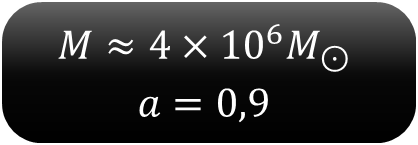 M ≈ 4 × 10⁶M☉
a = 0,9